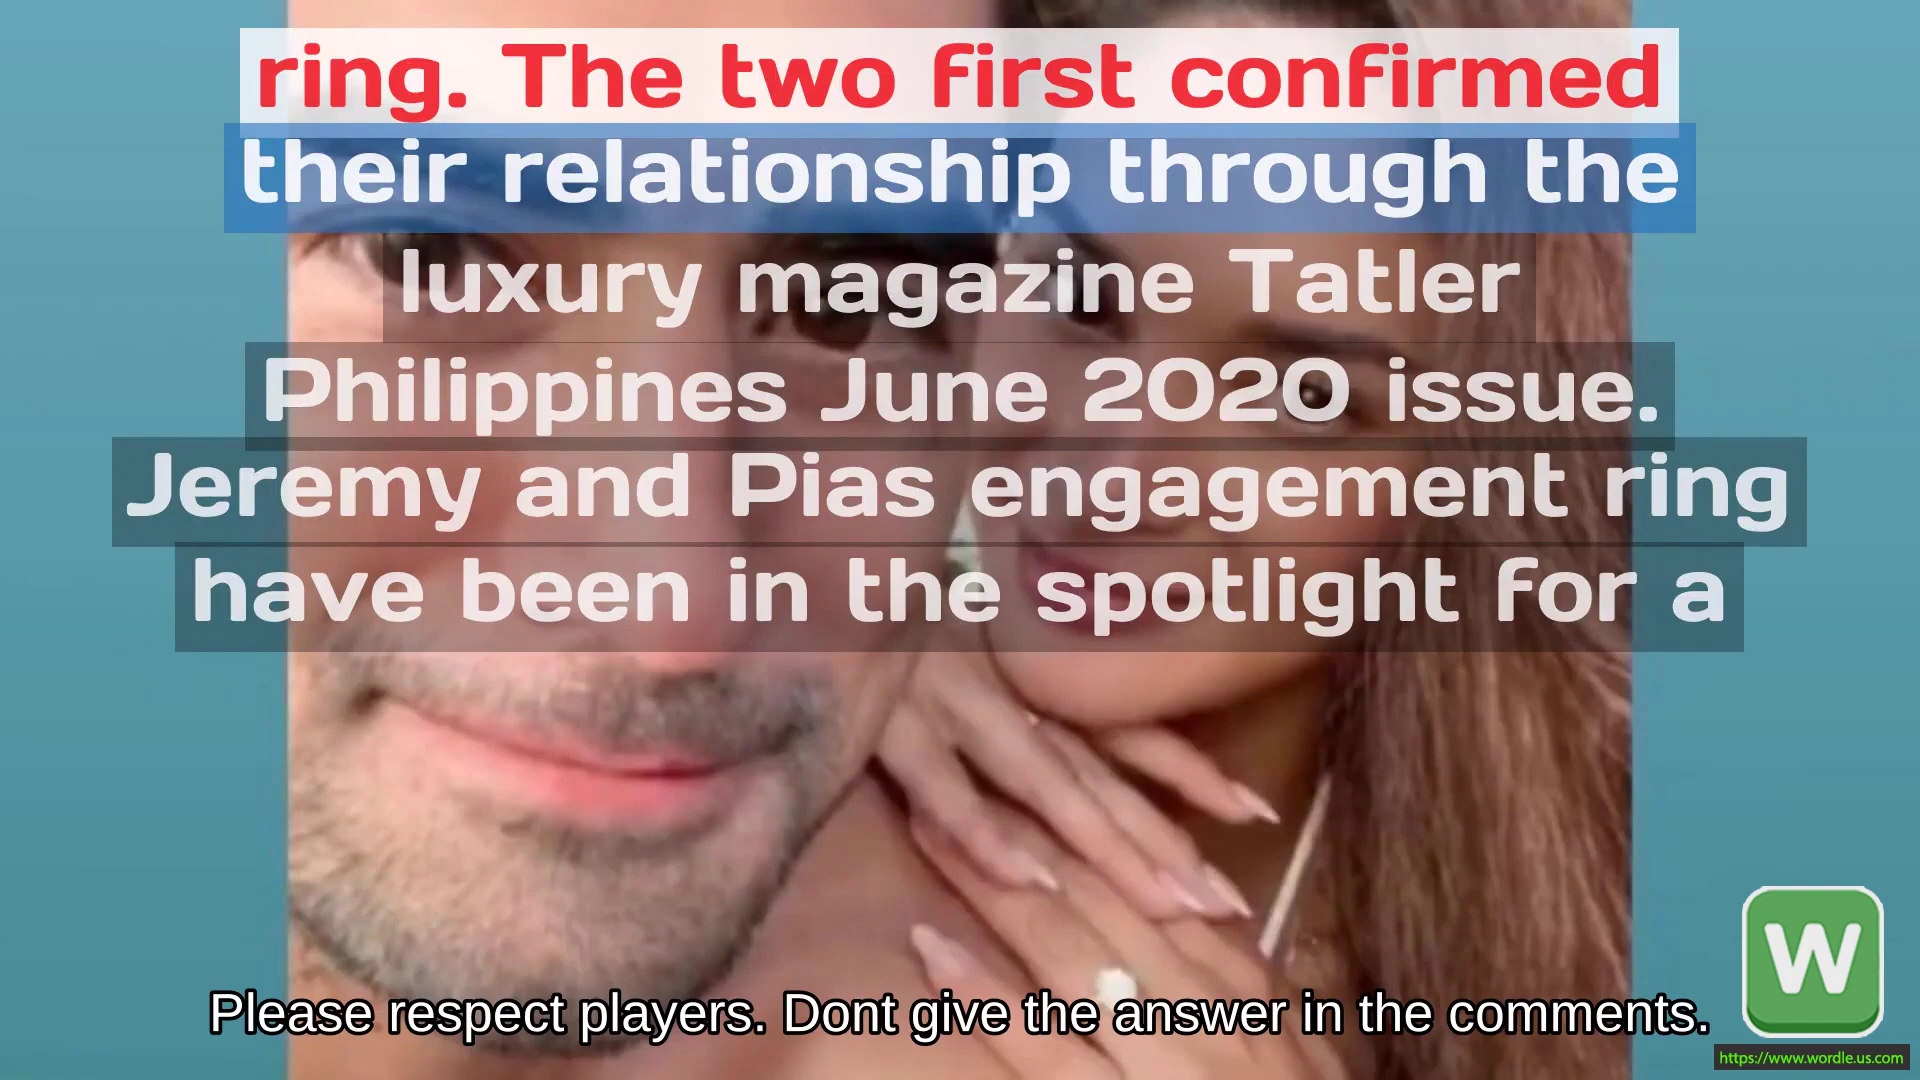 ring. The two first confirmed
their relationship through the
luxury magazine Tatler
Philippines June 2020 issue.
Jeremy and Pias engagement ring
have been in the spotlight for a
Please respect players. Dont give the answer in the comments.
W
https://www.wordle.us.com